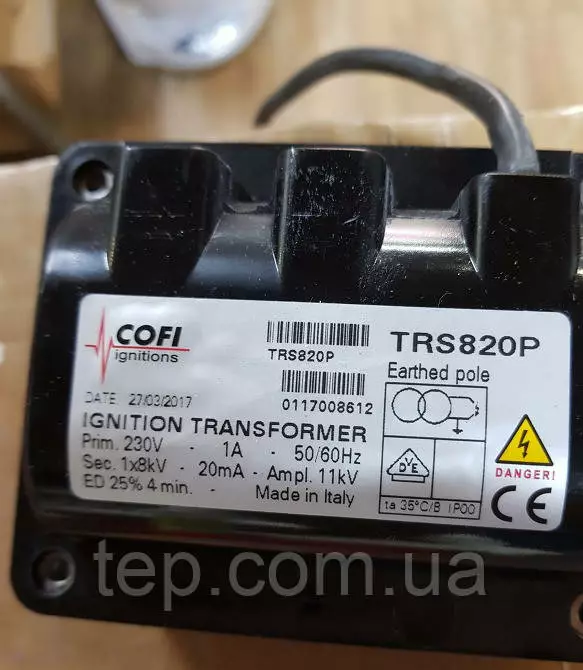 COFI
ignitions
TRS820P
TRS820P
Earthed pole
DATE 27/03/2017
0117008612
IGNITION TRANSFORMER
Prim. 230V - 1A - 50/60Hz
Sec. 1x8kV - 20mA - Ampl. 11kV
ED 25% 4 min. - Made in Italy
DVE
ta 35°C/B IP00
DANGER!
CE
tep.com.ua